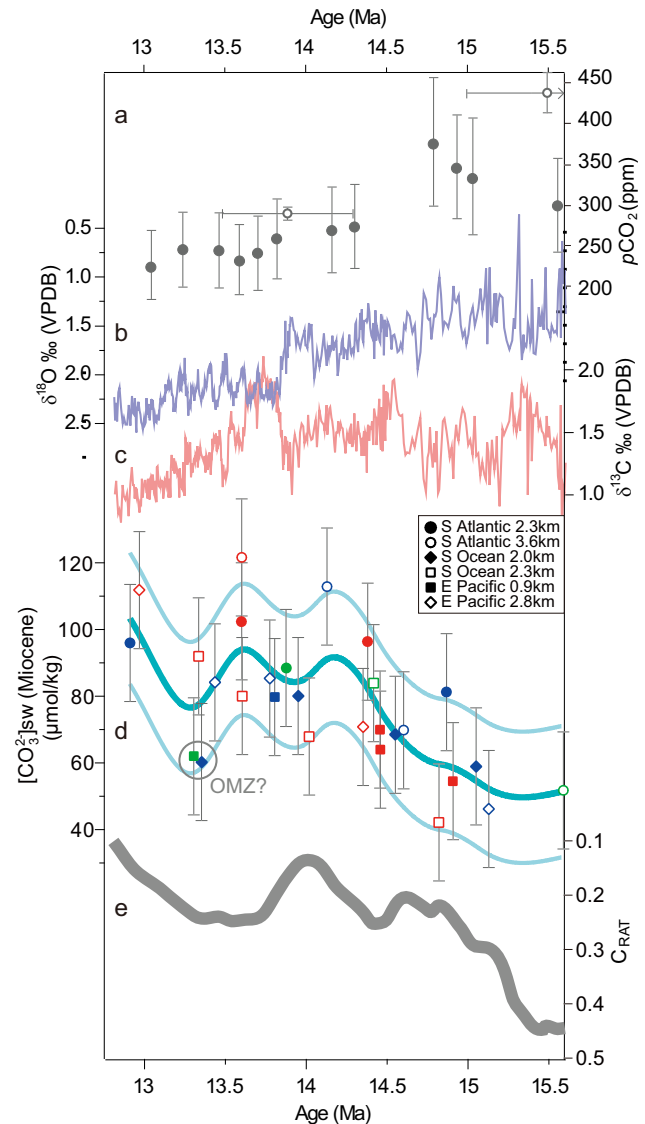 Age (Ma)
13 13.5 14 14.5 15 15.5
a
450
400
350
300
250
200
pCO₂ (ppm)
0.5
1.0
1.5
2.0
2.5
δ¹⁸O ‰ (VPDB)
b
2.0
1.5
1.0
δ¹³C ‰ (VPDB)
c
S Atlantic 2.3km
S Atlantic 3.6km
S Ocean 2.0km
S Ocean 2.3km
E Pacific 0.9km
E Pacific 2.8km
120
100
80
60
40
[CO₃²⁻]sw (Miocene)
(μmol/kg)
d
OMZ?
e
0.1
0.2
0.3
0.4
0.5
C_RAT
13 13.5 14 14.5 15 15.5
Age (Ma)